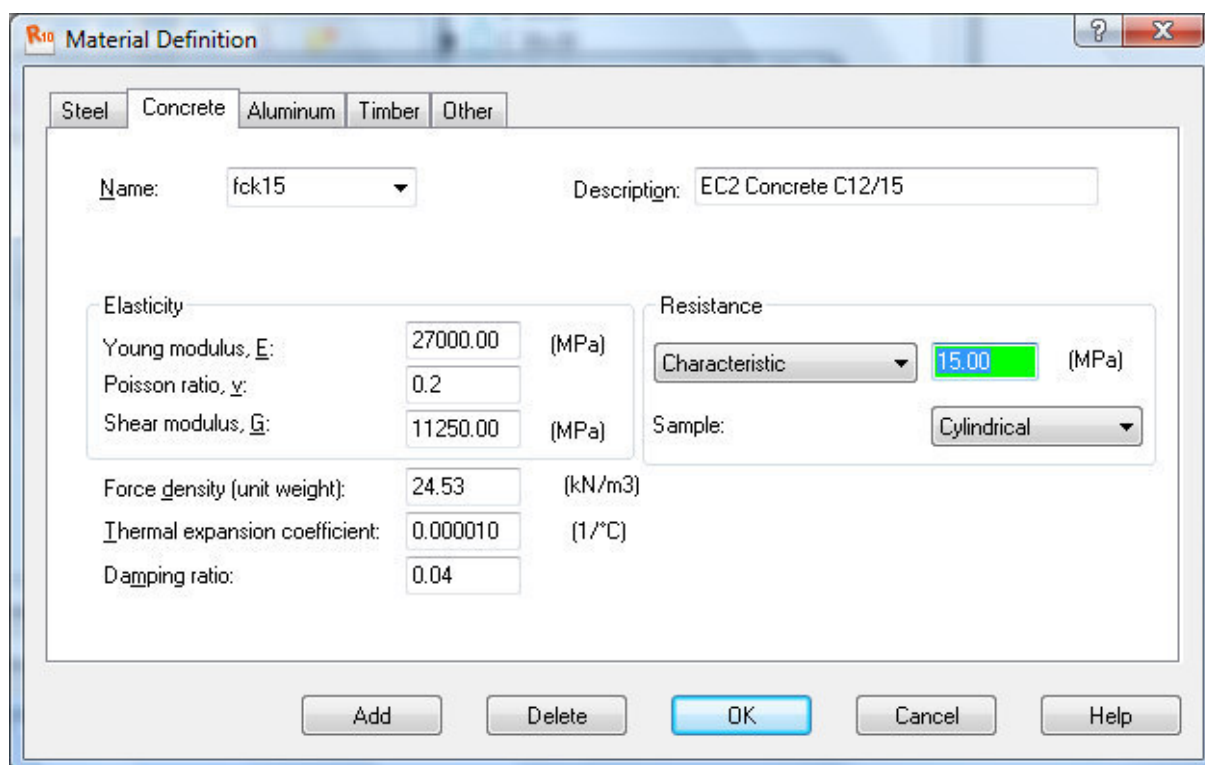 R10 Material Definition
Steel Concrete Aluminum Timber Other
Name: fck15 Description: EC2 Concrete C12/15
Elasticity Resistance
Young modulus, E: 27000.00 (MPa) Characteristic 15.00 (MPa)
Poisson ratio, v: 0.2
Shear modulus, G: 11250.00 (MPa) Sample: Cylindrical
Force density (unit weight): 24.53 (kN/m3)
Thermal expansion coefficient: 0.000010 (1/°C)
Damping ratio: 0.04
Add Delete OK Cancel Help